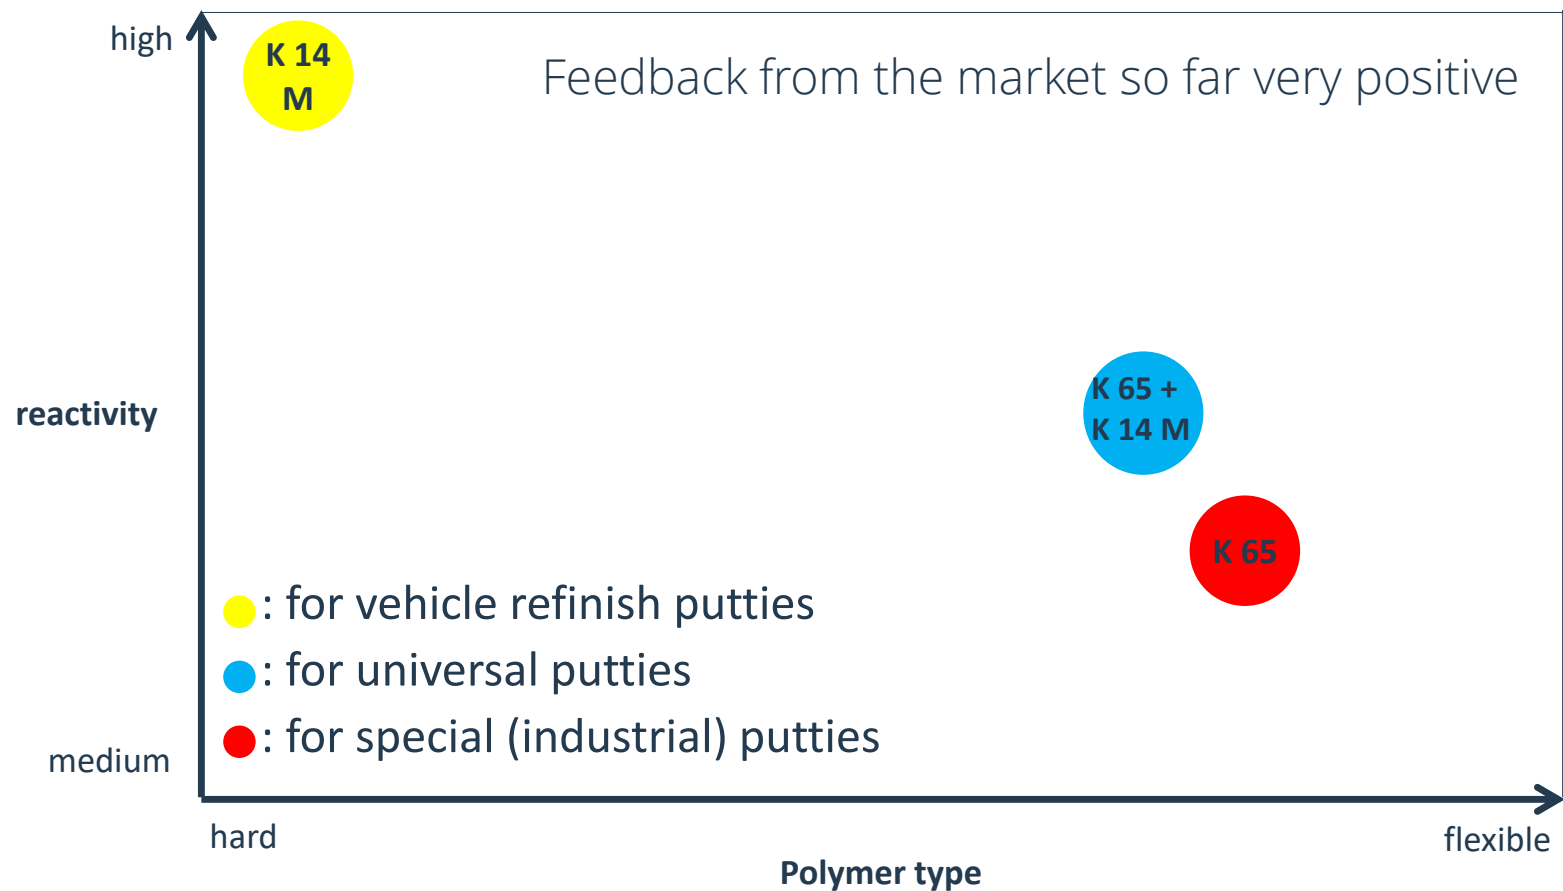 high
K 14
M
Feedback from the market so far very positive
reactivity
K 65 +
K 14 M
K 65
: for vehicle refinish putties
: for universal putties
: for special (industrial) putties
medium
hard
flexible
Polymer type